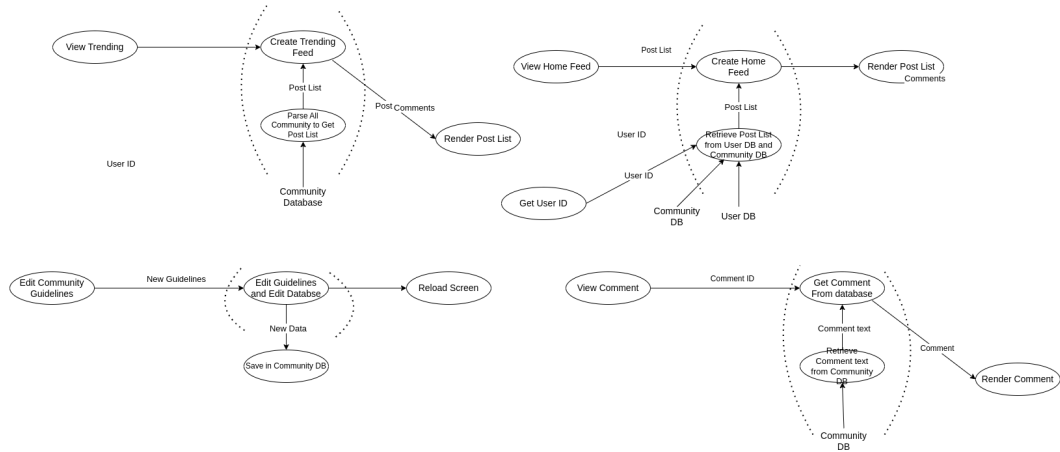 View Trending
Create Trending
Feed
Post List
Parse All
Community to Get
Post List
Post
Comments
Render Post List
User ID
Community
Database
Post List
View Home Feed
Create Home
Feed
Render Post List
Comments
Post List
User ID
Retrieve Post List
from User DB and
Community DB
User ID
Get User ID
Community
DB
User DB
Edit Community
Guidelines
New Guidelines
Edit Guidelines
and Edit Databse
Reload Screen
New Data
Save in Community DB
View Comment
Comment ID
Get Comment
From database
Comment text
Retrieve
Comment text
from Community
DB
Comment
Render Comment
Community
DB